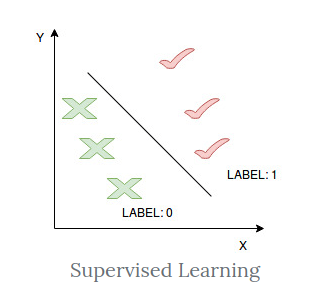 Y
LABEL: 1
LABEL: 0
X
Supervised Learning